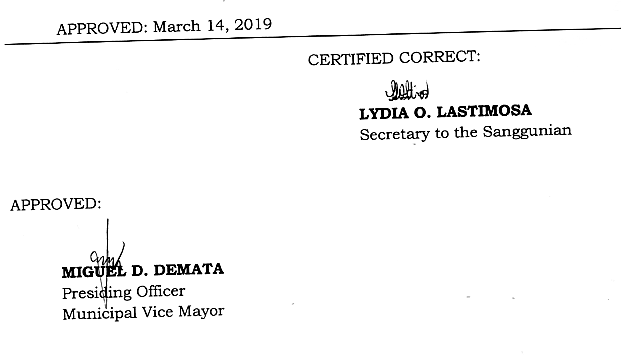 APPROVED: March 14, 2019
CERTIFIED CORRECT:
LYDIA O. LASTIMOSA
Secretary to the Sanggunian
APPROVED:
MIGUEL D. DEMATA
Presiding Officer
Municipal Vice Mayor